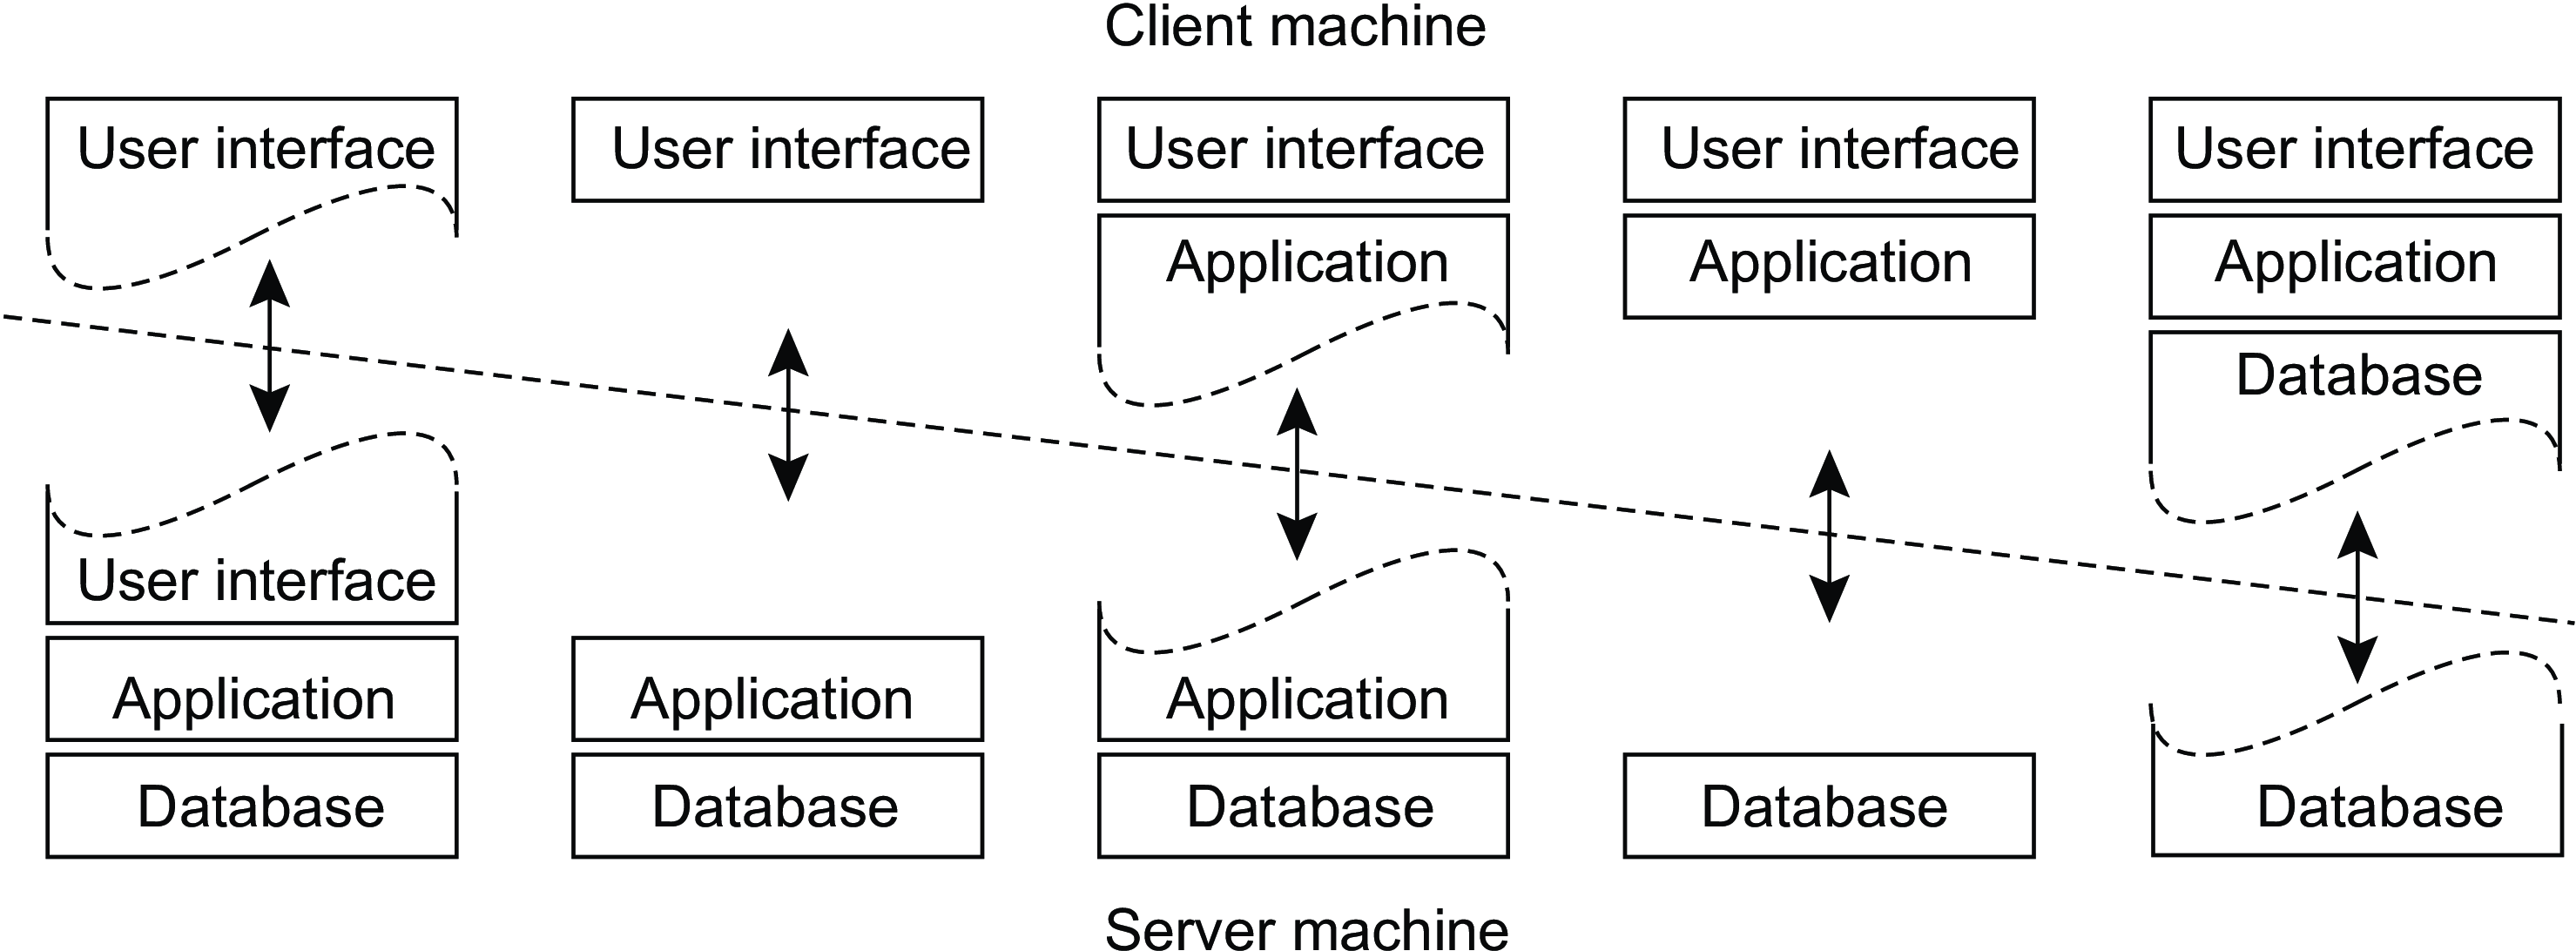 Client machine
User interface
User interface
User interface
User interface
User interface
Application
Application
Application
Database
User interface
Application
Application
Application
Database
Database
Database
Database
Database
Server machine